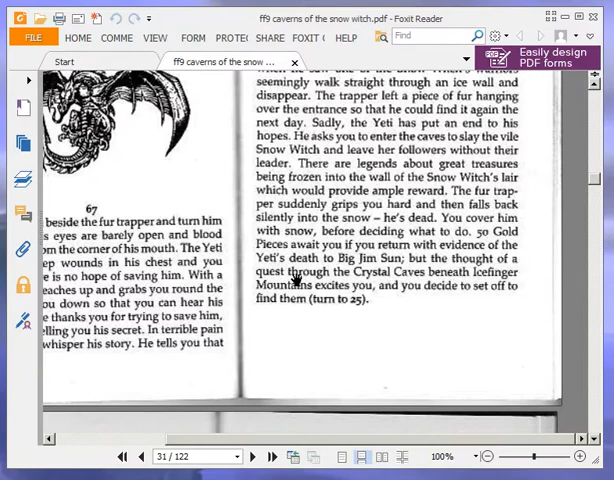 ff9 caverns of the snow witch.pdf - Foxit Reader
FILE
HOME
COMME
VIEW
FORM
PROTE
SHARE
FOXIT C
Find
Start
ff9 caverns of the snow ...
Easily design
PDF forms
67
beside the fur trapper and turn him
s eyes are barely open and blood
om the corner of his mouth. The Yeti
ep wounds in his chest and you
e is no hope of saving him. With a
eaches up and grabs you round the
ou down so that you can hear his
e thanks you for trying to save him,
elling you his secret. In terrible pain
whisper his story. He tells you that
when he saw one of the Snow Witch's warriors
seemingly walk straight through an ice wall and
disappear. The trapper left a piece of fur hanging
over the entrance so that he could find it again the
next day. Sadly, the Yeti has put an end to his
hopes. He asks you to enter the caves to slay the vile
Snow Witch and leave her followers without their
leader. There are legends about great treasures
being frozen into the wall of the Snow Witch's lair
which would provide ample reward. The fur trap-
per suddenly grips you hard and then falls back
silently into the snow – he's dead. You cover him
with snow, before deciding what to do. 50 Gold
Pieces await you if you return with evidence of the
Yeti's death to Big Jim Sun; but the thought of a
quest through the Crystal Caves beneath Icefinger
Mountains excites you, and you decide to set off to
find them (turn to 25).
31 / 122
100%